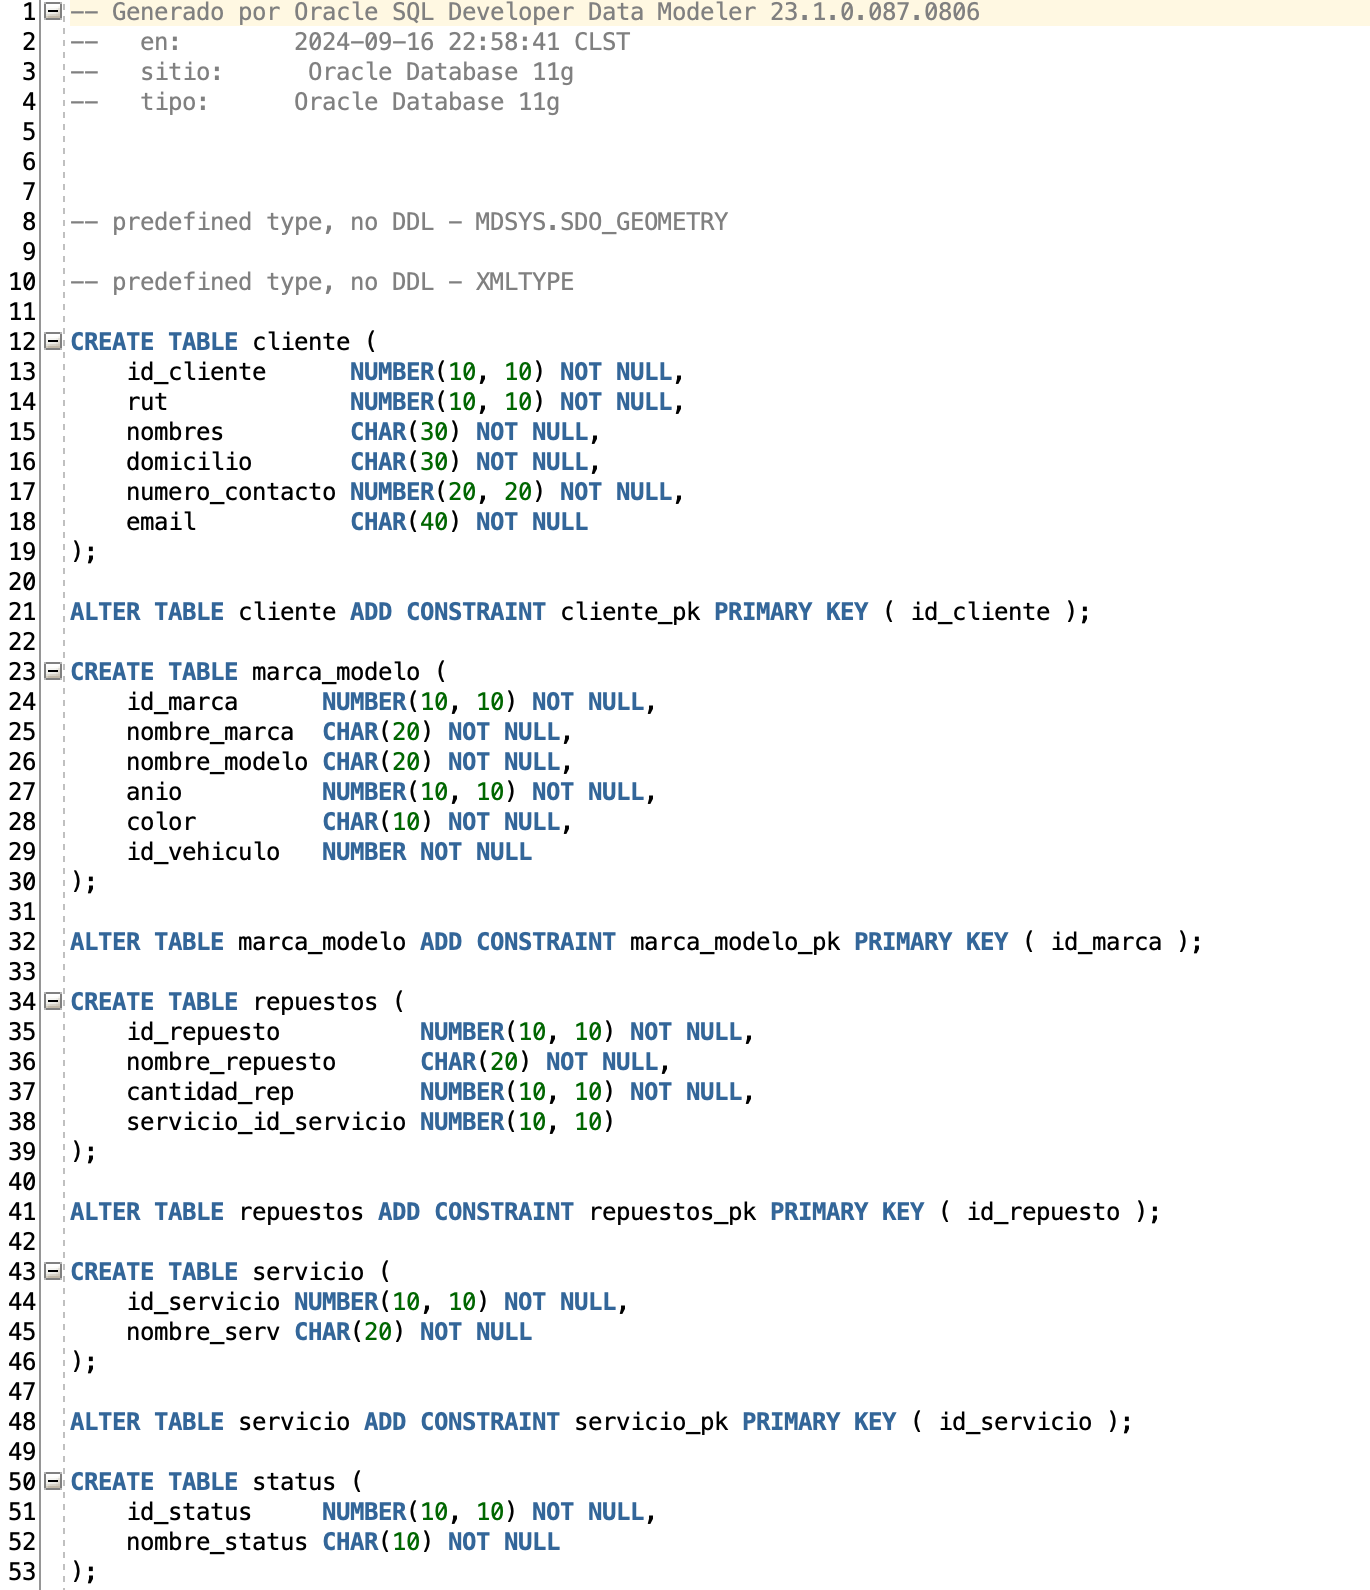 1 -- Generado por Oracle SQL Developer Data Modeler 23.1.0.087.0806
2 --   en:        2024-09-16 22:58:41 CLST
3 --   sitio:      Oracle Database 11g
4 --   tipo:      Oracle Database 11g
5
6
7
8 -- predefined type, no DDL - MDSYS.SDO_GEOMETRY
9
10 -- predefined type, no DDL - XMLTYPE
11
12 CREATE TABLE cliente (
13     id_cliente      NUMBER(10, 10) NOT NULL,
14     rut             NUMBER(10, 10) NOT NULL,
15     nombres         CHAR(30) NOT NULL,
16     domicilio       CHAR(30) NOT NULL,
17     numero_contacto NUMBER(20, 20) NOT NULL,
18     email           CHAR(40) NOT NULL
19 );
20
21 ALTER TABLE cliente ADD CONSTRAINT cliente_pk PRIMARY KEY ( id_cliente );
22
23 CREATE TABLE marca_modelo (
24     id_marca      NUMBER(10, 10) NOT NULL,
25     nombre_marca  CHAR(20) NOT NULL,
26     nombre_modelo CHAR(20) NOT NULL,
27     anio          NUMBER(10, 10) NOT NULL,
28     color         CHAR(10) NOT NULL,
29     id_vehiculo   NUMBER NOT NULL
30 );
31
32 ALTER TABLE marca_modelo ADD CONSTRAINT marca_modelo_pk PRIMARY KEY ( id_marca );
33
34 CREATE TABLE repuestos (
35     id_repuesto          NUMBER(10, 10) NOT NULL,
36     nombre_repuesto      CHAR(20) NOT NULL,
37     cantidad_rep         NUMBER(10, 10) NOT NULL,
38     servicio_id_servicio NUMBER(10, 10)
39 );
40
41 ALTER TABLE repuestos ADD CONSTRAINT repuestos_pk PRIMARY KEY ( id_repuesto );
42
43 CREATE TABLE servicio (
44     id_servicio NUMBER(10, 10) NOT NULL,
45     nombre_serv CHAR(20) NOT NULL
46 );
47
48 ALTER TABLE servicio ADD CONSTRAINT servicio_pk PRIMARY KEY ( id_servicio );
49
50 CREATE TABLE status (
51     id_status     NUMBER(10, 10) NOT NULL,
52     nombre_status CHAR(10) NOT NULL
53 );